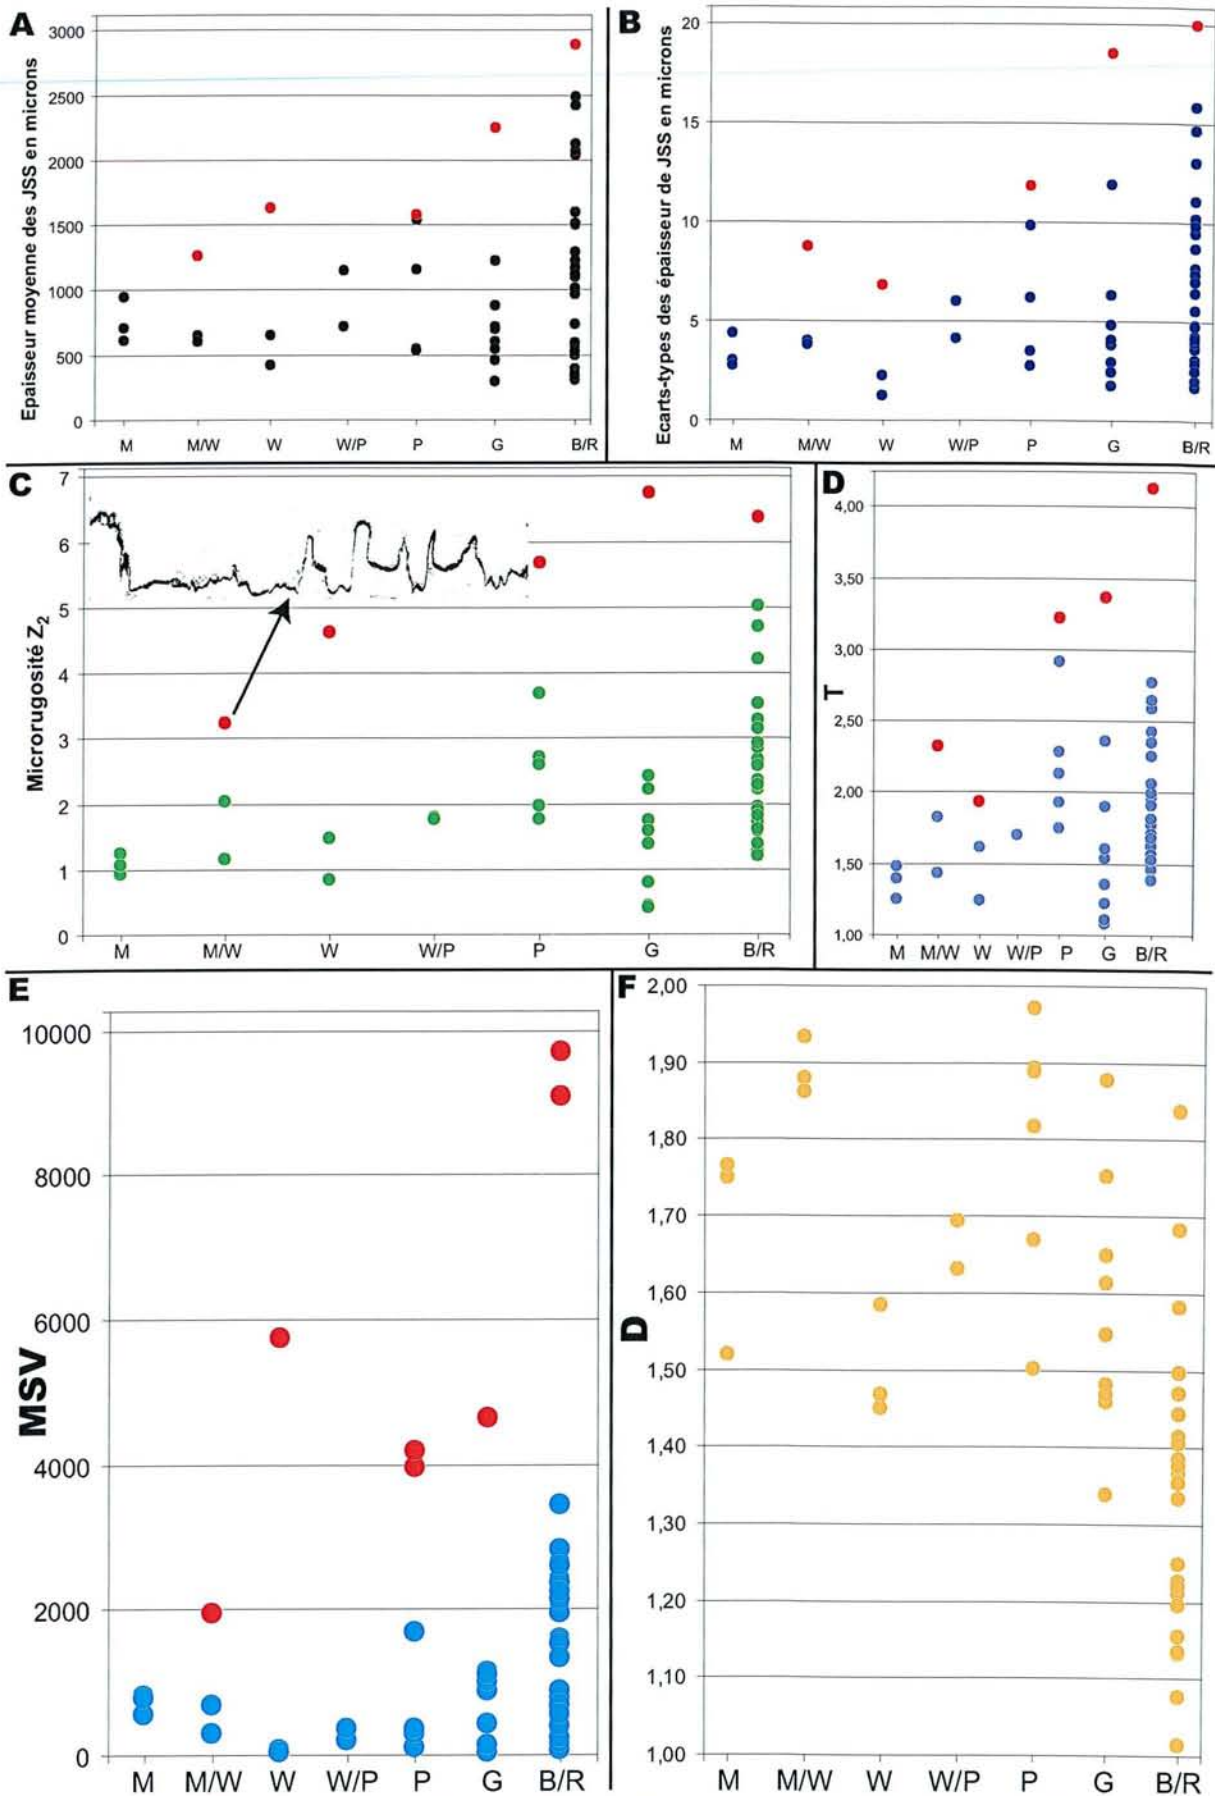 A
Epaisseur moyenne des JSS en microns
3000
2500
2000
1500
1000
500
0
M M/W W W/P P G B/R
B
Ecarts-types des épaisseur de JSS en microns
20
15
10
5
0
M M/W W W/P P G B/R
C
Microrugosité Z2
7
6
5
4
3
2
1
0
M M/W W W/P P G B/R
D
T
4,00
3,50
3,00
2,50
2,00
1,50
1,00
M M/W W W/P P G B/R
E
MSV
10000
8000
6000
4000
2000
0
M M/W W W/P P G B/R
F
D
2,00
1,90
1,80
1,70
1,60
1,50
1,40
1,30
1,20
1,10
1,00
M M/W W W/P P G B/R